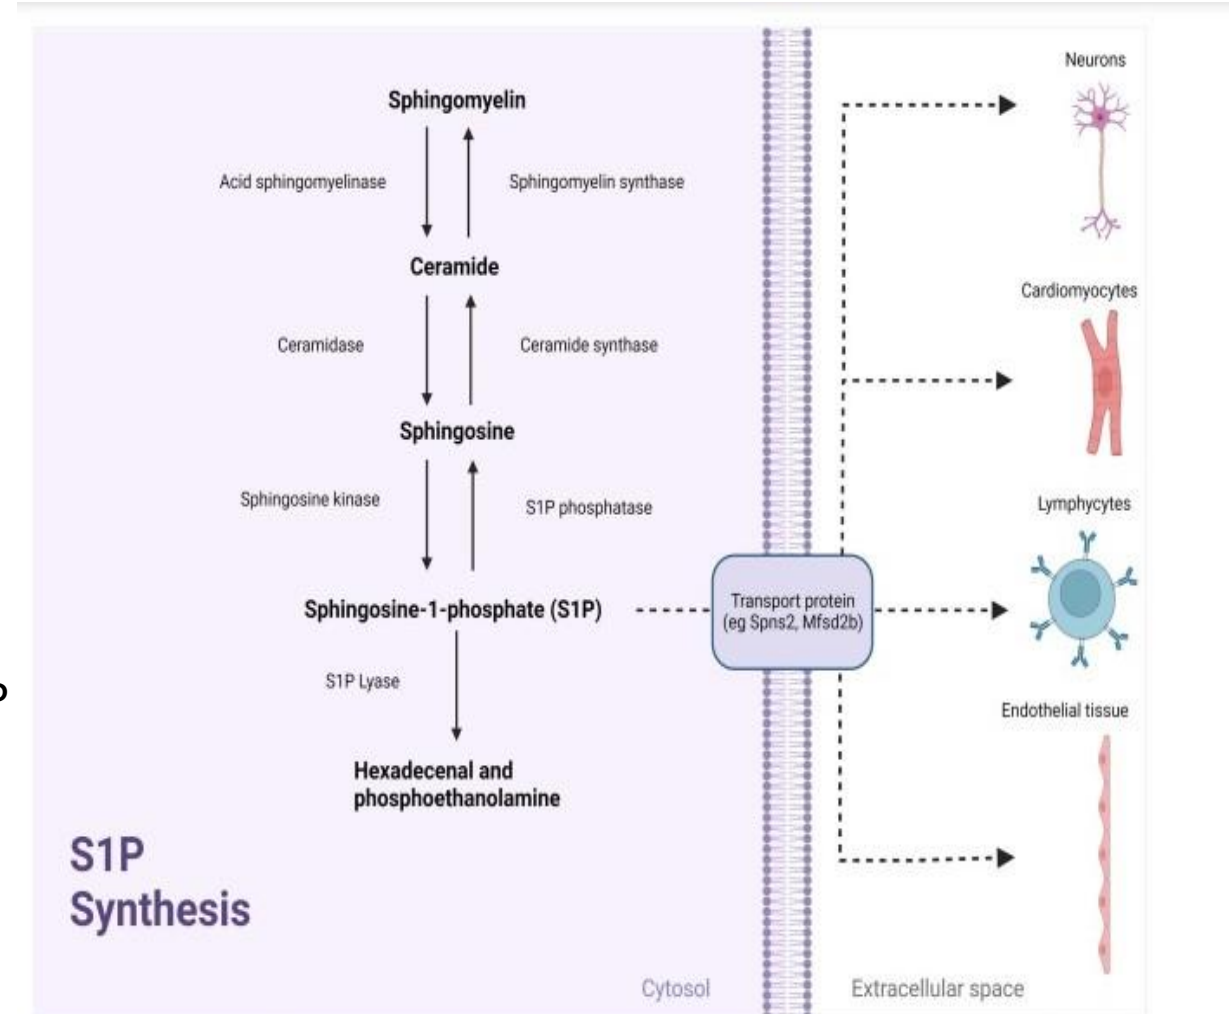 Neurons
Sphingomyelin
Acid sphingomyelinase
Sphingomyelin synthase
Ceramide
Cardiomyocytes
Ceramidase
Ceramide synthase
Sphingosine
Sphingosine kinase
S1P phosphatase
Lymphycytes
Sphingosine-1-phosphate (S1P)
Transport protein
(eg Spns2, Mfsd2b)
S1P Lyase
Endothelial tissue
Hexadecenal and
phosphoethanolamine
S1P
Synthesis
Cytosol
Extracellular space